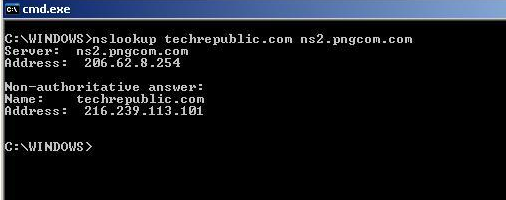 cmd.exe
C:\WINDOWS>nslookup techrepublic.com ns2.pngcom.com
Server:  ns2.pngcom.com
Address:  206.62.8.254
Non-authoritative answer:
Name:    techrepublic.com
Address:  216.239.113.101
C:\WINDOWS>